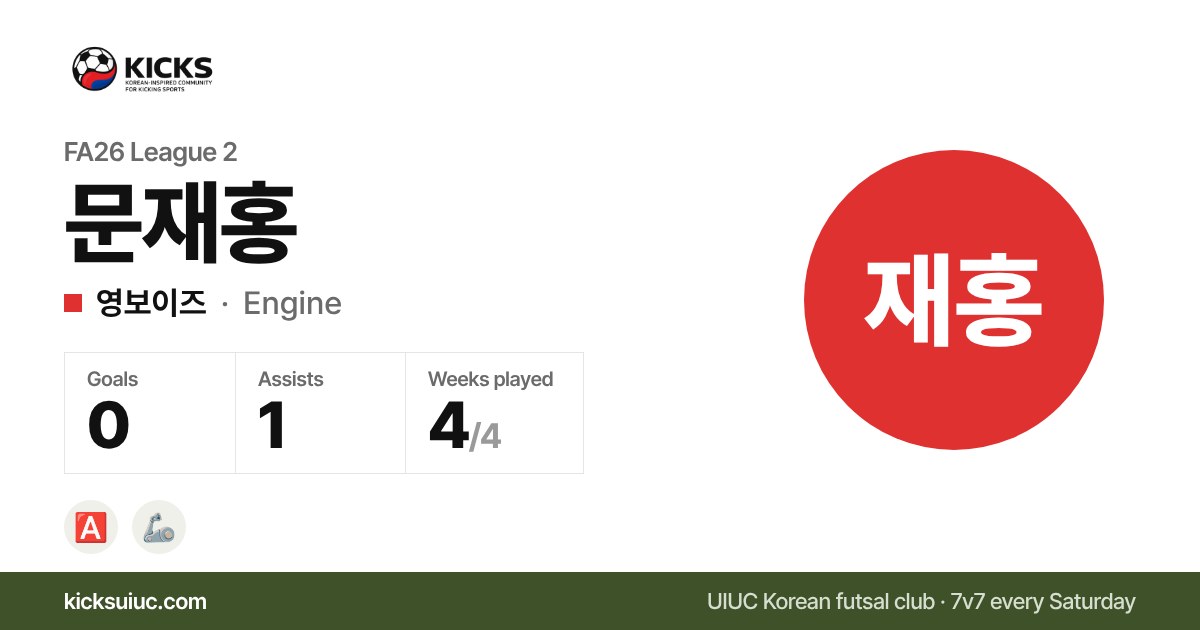 KICKS
KOREAN-INSPIRED COMMUNITY
FOR KICKING SPORTS
FA26 League 2
문재홍
영보이즈 · Engine
Goals
0
Assists
1
Weeks played
4/4
재홍
🅰️
kicksuiuc.com
UIUC Korean futsal club · 7v7 every Saturday